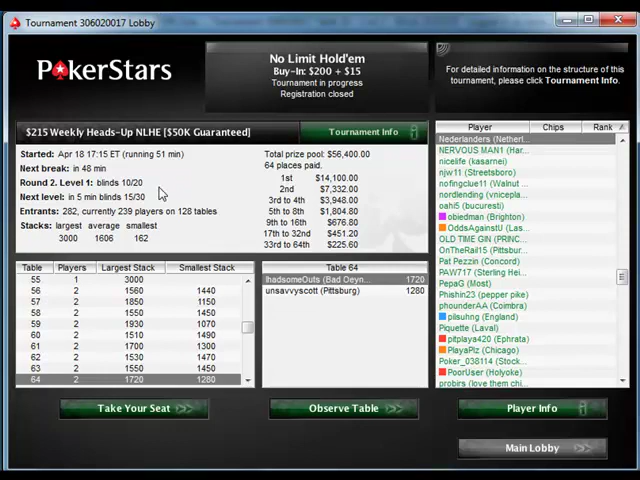 Tournament 306020017 Lobby
PokerStars
No Limit Hold'em
Buy-In: $200 + $15
Tournament in progress
Registration closed
For detailed information on the structure of this
tournament, please click Tournament Info.
$215 Weekly Heads-Up NLHE [$50K Guaranteed]
Tournament Info
Started: Apr 18 17:15 ET (running 51 min)
Next break: in 48 min
Round 2. Level 1: blinds 10/20
Next level: in 5 min blinds 15/30
Entrants: 282, currently 239 players on 128 tables
Stacks: largest average smallest
3000 1606 162
Total prize pool: $56,400.00
64 places paid.
1st $14,100.00
2nd $7,332.00
3rd to 4th $3,948.00
5th to 8th $1,804.80
9th to 16th $676.80
17th to 32nd $451.20
33rd to 64th $225.60
Table Players Largest Stack Smallest Stack
55 1 3000
56 2 1560 1440
57 2 1850 1150
58 2 1550 1450
59 2 1930 1070
60 2 1510 1490
61 2 1700 1300
62 2 1530 1470
63 2 1550 1450
64 2 1720 1280
Table 64
IhadsomeOuts (Bad Oeyn... 1720
unsavvyscott (Pittsburg) 1280
Player Chips Rank
Nederlanders (Netherl...
NERVOUS MAN1 (Har...
nicelife (kasarnei)
njw11 (Streetsboro)
nofingclue11 (Walnut ...
oahi5 (bucuresti)
obiedman (Brighton)
OddsAgainstU (Las...
OLD TIME GIN (PRINC...
Pat Pezzin (Concord)
PAW717 (Sterling He...
PepsaG (Most)
Phishin23 (pepper pike)
phounderAA (Coimbra)
pilsuhng (England)
Piquette (Laval)
pitplaya420 (Ephrata)
PlayaPlz (Chicago)
Poker_038114 (Stock...
PoorUser (Holyoke)
probirs (love them ch...
Take Your Seat
Observe Table
Player Info
Main Lobby